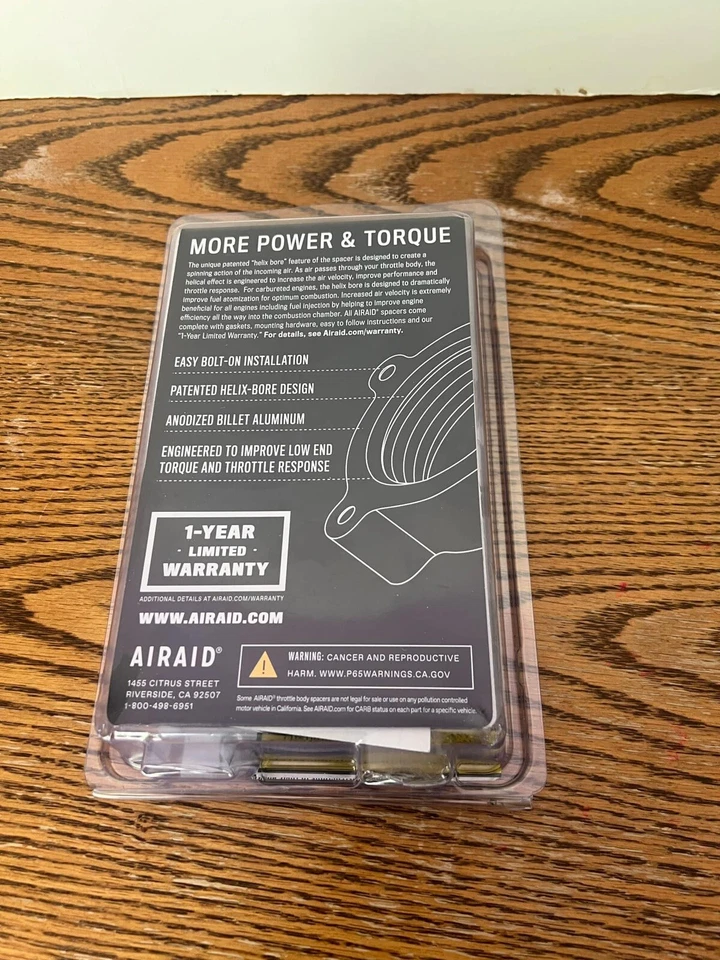 MORE POWER & TORQUE
The unique patented "helix bore" feature of the spacer is designed to create a
spinning action of the incoming air. As air passes through your throttle body, the
helical effect is engineered to increase the air velocity, improve performance and
throttle response. For carbureted engines, the helix bore is designed to dramatically
improve fuel atomization for optimum combustion. Increased air velocity is extremely
beneficial for all engines including fuel injection by helping to improve engine
efficiency all the way into the combustion chamber. All AIRAID® spacers come
complete with gaskets, mounting hardware, easy to follow instructions and our
"1-Year Limited Warranty." For details, see Airaid.com/warranty.
EASY BOLT-ON INSTALLATION
PATENTED HELIX-BORE DESIGN
ANODIZED BILLET ALUMINUM
ENGINEERED TO IMPROVE LOW END
TORQUE AND THROTTLE RESPONSE
1-YEAR
- LIMITED -
WARRANTY
ADDITIONAL DETAILS AT AIRAID.COM/WARRANTY
WWW.AIRAID.COM
AIRAID®
1455 CITRUS STREET
RIVERSIDE, CA 92507
1-800-498-6951
WARNING: CANCER AND REPRODUCTIVE
HARM. WWW.P65WARNINGS.CA.GOV
Some AIRAID® throttle body spacers are not legal for sale or use on any pollution controlled
motor vehicle in California. See AIRAID.com for CARB status on each part for a specific vehicle.